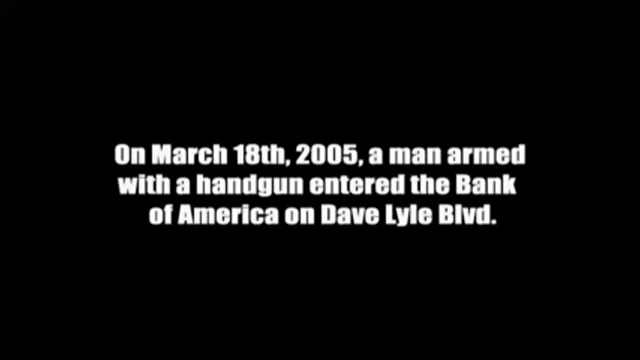 On March 18th, 2005, a man armed
with a handgun entered the Bank
of America on Dave Lyle Blvd.